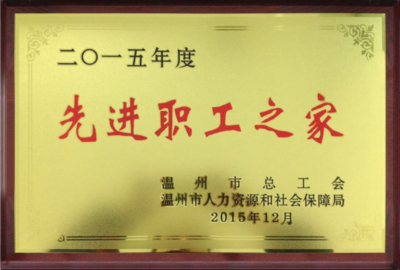 二〇一五年度
先进职工之家
温州市总工会
温州市人力资源和社会保障局
2015年12月